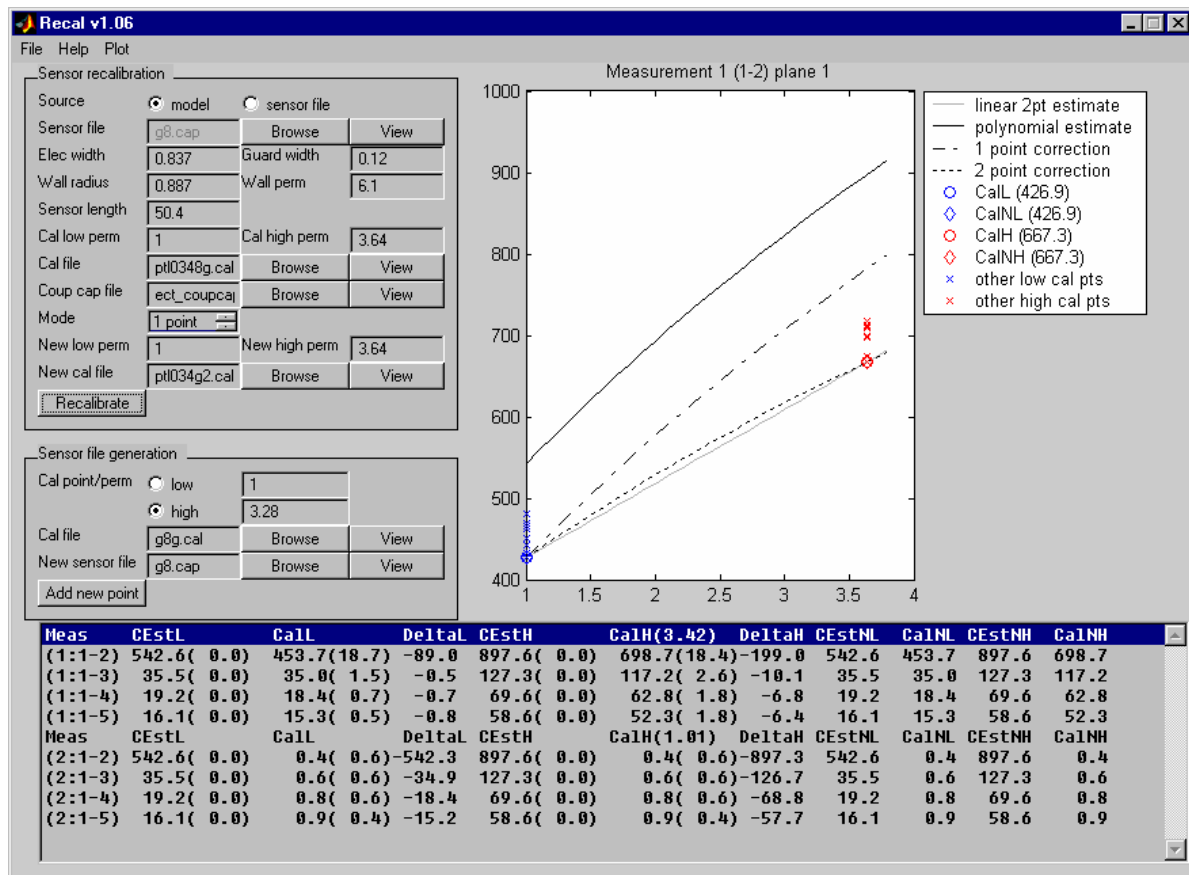 Recal v1.06
File Help Plot
Sensor recalibration
Source model sensor file
Sensor file g8.cap Browse View
Elec width 0.837 Guard width 0.12
Wall radius 0.887 Wall perm 6.1
Sensor length 50.4
Cal low perm 1 Cal high perm 3.64
Cal file ptl0348g.cal Browse View
Coup cap file ect_coupcap Browse View
Mode 1 point
New low perm 1 New high perm 3.64
New cal file ptl034g2.cal Browse View
Recalibrate
Sensor file generation
Cal point/perm low 1
high 3.28
Cal file g8g.cal Browse View
New sensor file g8.cap Browse View
Add new point
Measurement 1 (1-2) plane 1
1000
900
800
700
600
500
400
1 1.5 2 2.5 3 3.5 4
linear 2pt estimate
polynomial estimate
1 point correction
2 point correction
CalL (426.9)
CalNL (426.9)
CalH (667.3)
CalNH (667.3)
other low cal pts
other high cal pts
Meas CEstL CalL DeltaL CEstH CalH(3.42) DeltaH CEstNL CalNL CEstNH CalNH
(1:1-2) 542.6( 0.0) 453.7(18.7) -89.0 897.6( 0.0) 698.7(18.4)-199.0 542.6 453.7 897.6 698.7
(1:1-3) 35.5( 0.0) 35.0( 1.5) -0.5 127.3( 0.0) 117.2( 2.6) -10.1 35.5 35.0 127.3 117.2
(1:1-4) 19.2( 0.0) 18.4( 0.7) -0.7 69.6( 0.0) 62.8( 1.8) -6.8 19.2 18.4 69.6 62.8
(1:1-5) 16.1( 0.0) 15.3( 0.5) -0.8 58.6( 0.0) 52.3( 1.8) -6.4 16.1 15.3 58.6 52.3
Meas CEstL CalL DeltaL CEstH CalH(1.01) DeltaH CEstNL CalNL CEstNH CalNH
(2:1-2) 542.6( 0.0) 0.4( 0.6)-542.3 897.6( 0.0) 0.4( 0.6)-897.3 542.6 0.4 897.6 0.4
(2:1-3) 35.5( 0.0) 0.6( 0.6) -34.9 127.3( 0.0) 0.6( 0.6)-126.7 35.5 0.6 127.3 0.6
(2:1-4) 19.2( 0.0) 0.8( 0.6) -18.4 69.6( 0.0) 0.8( 0.6) -68.8 19.2 0.8 69.6 0.8
(2:1-5) 16.1( 0.0) 0.9( 0.4) -15.2 58.6( 0.0) 0.9( 0.4) -57.7 16.1 0.9 58.6 0.9